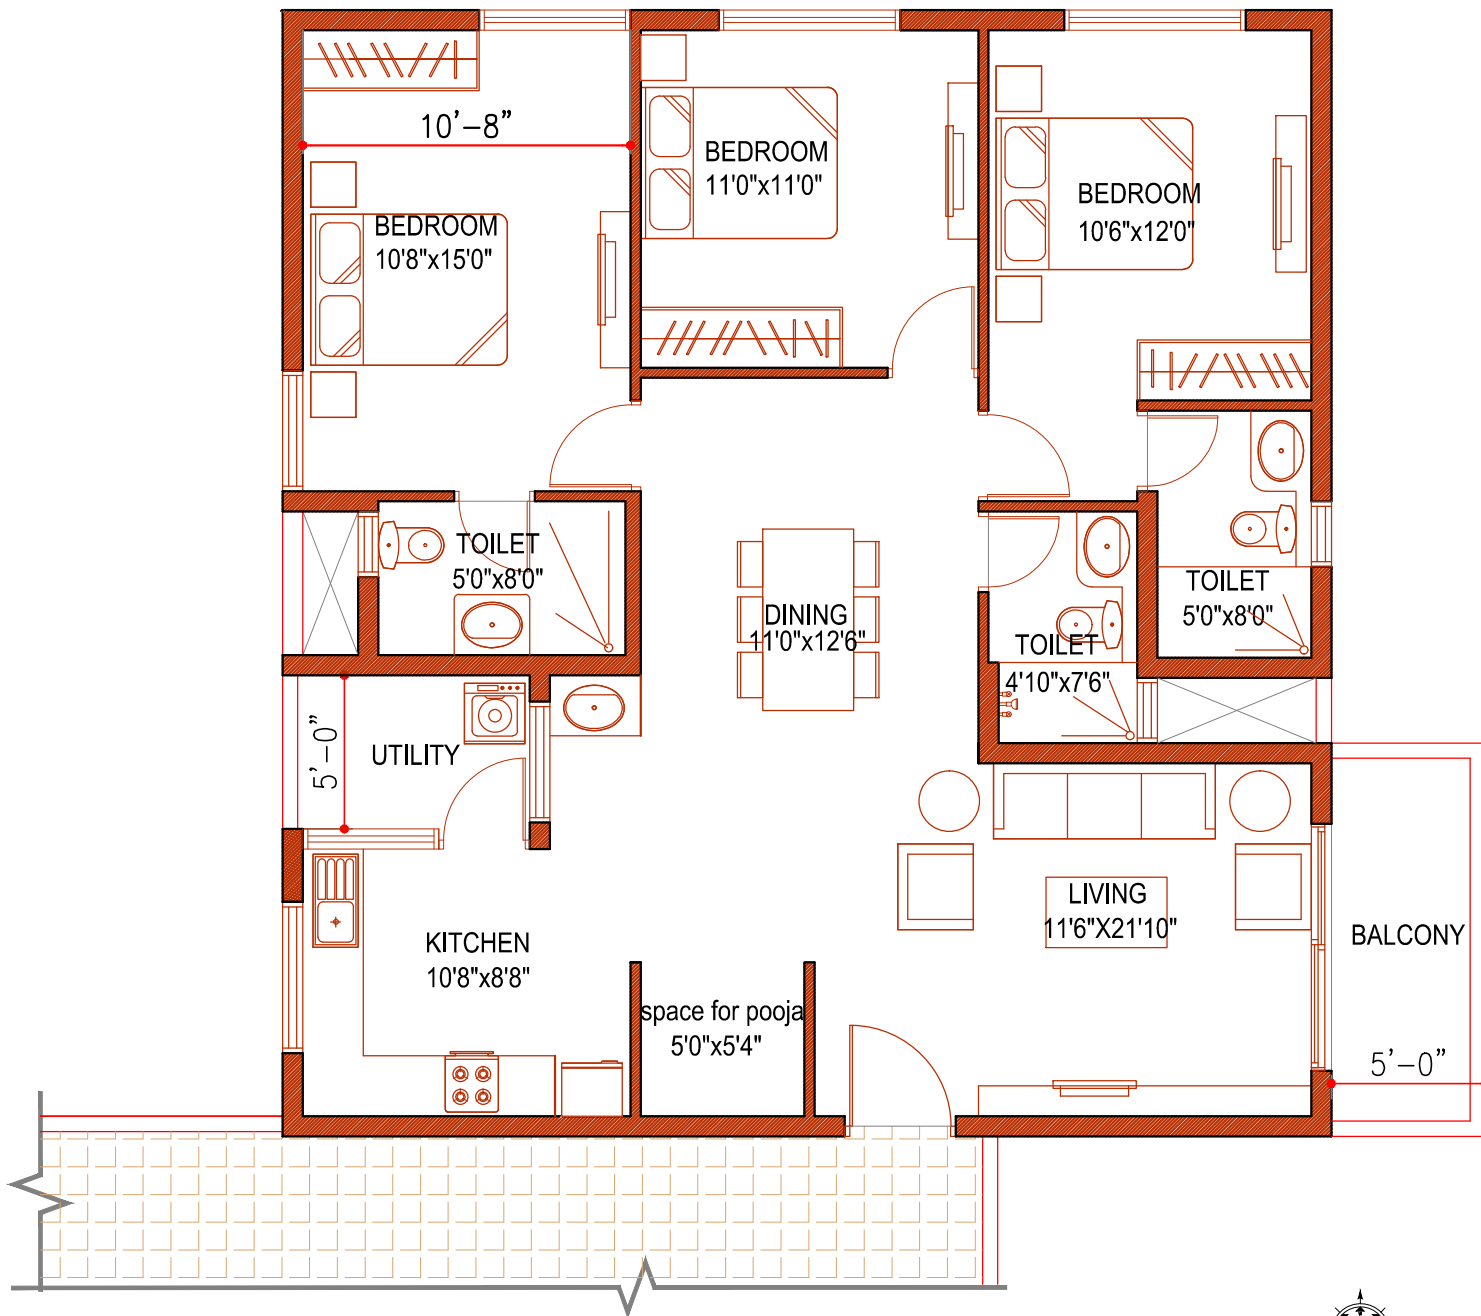 10’-8”
BEDROOM
11'0"x11'0"
BEDROOM
10'6"x12'0"
BEDROOM
10'8"x15'0"
TOILET
5'0"x8'0"
TOILET
5'0"x8'0"
DINING
11'0"x12'6"
TOILET
4'10"x7'6"
5’-0”
UTILITY
LIVING
11'6"X21'10"
BALCONY
KITCHEN
10'8"x8'8"
space for pooja
5'0"x5'4"
5’-0”